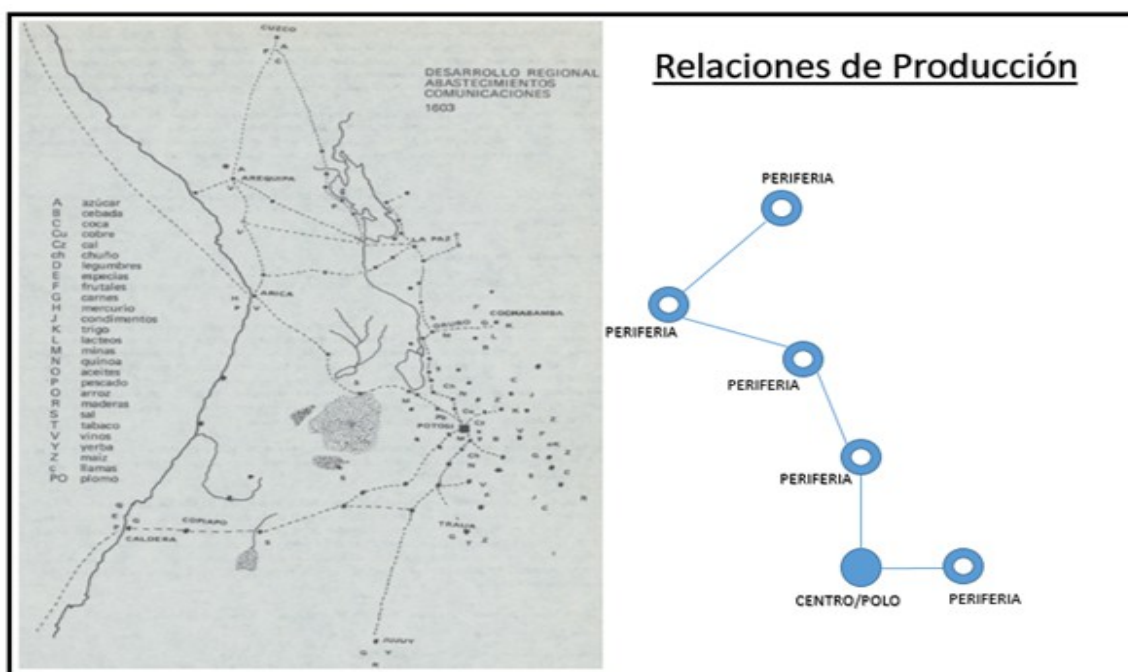 CUZCO
DESARROLLO REGIONAL
ABASTECIMIENTOS
COMUNICACIONES
1603
AREQUIPA
LA PAZ
ARICA
COCHABAMBA
ORURO
POTOSI
COPIAPO
CALDERA
JUJUY
A azúcar
B cebada
C coca
Cu cobre
Cz cal
ch chuño
D legumbres
E especias
F frutales
G carnes
H mercurio
J condimentos
K trigo
L lacteos
M minas
N quinoa
O aceites
P pescado
O arroz
R maderas
S sal
T tabaco
V vinos
Y yerba
Z maiz
c llamas
PO plomo
Relaciones de Producción
PERIFERIA
PERIFERIA
PERIFERIA
PERIFERIA
CENTRO/POLO
PERIFERIA